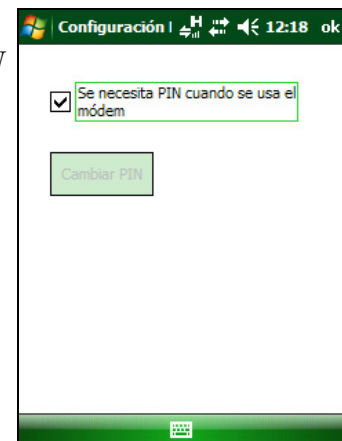 Configuración
12:18 ok
Se necesita PIN cuando se usa el
módem
Cambiar PIN